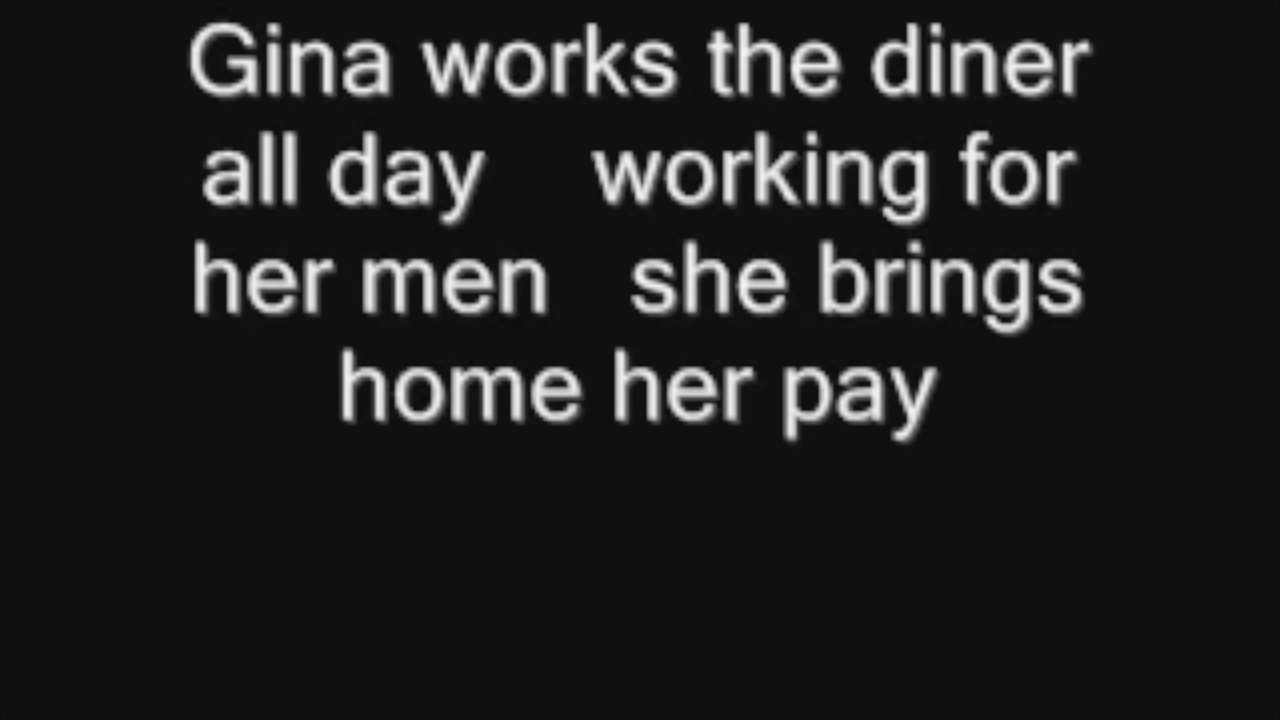 Gina works the diner
all day    working for
her men   she brings
home her pay